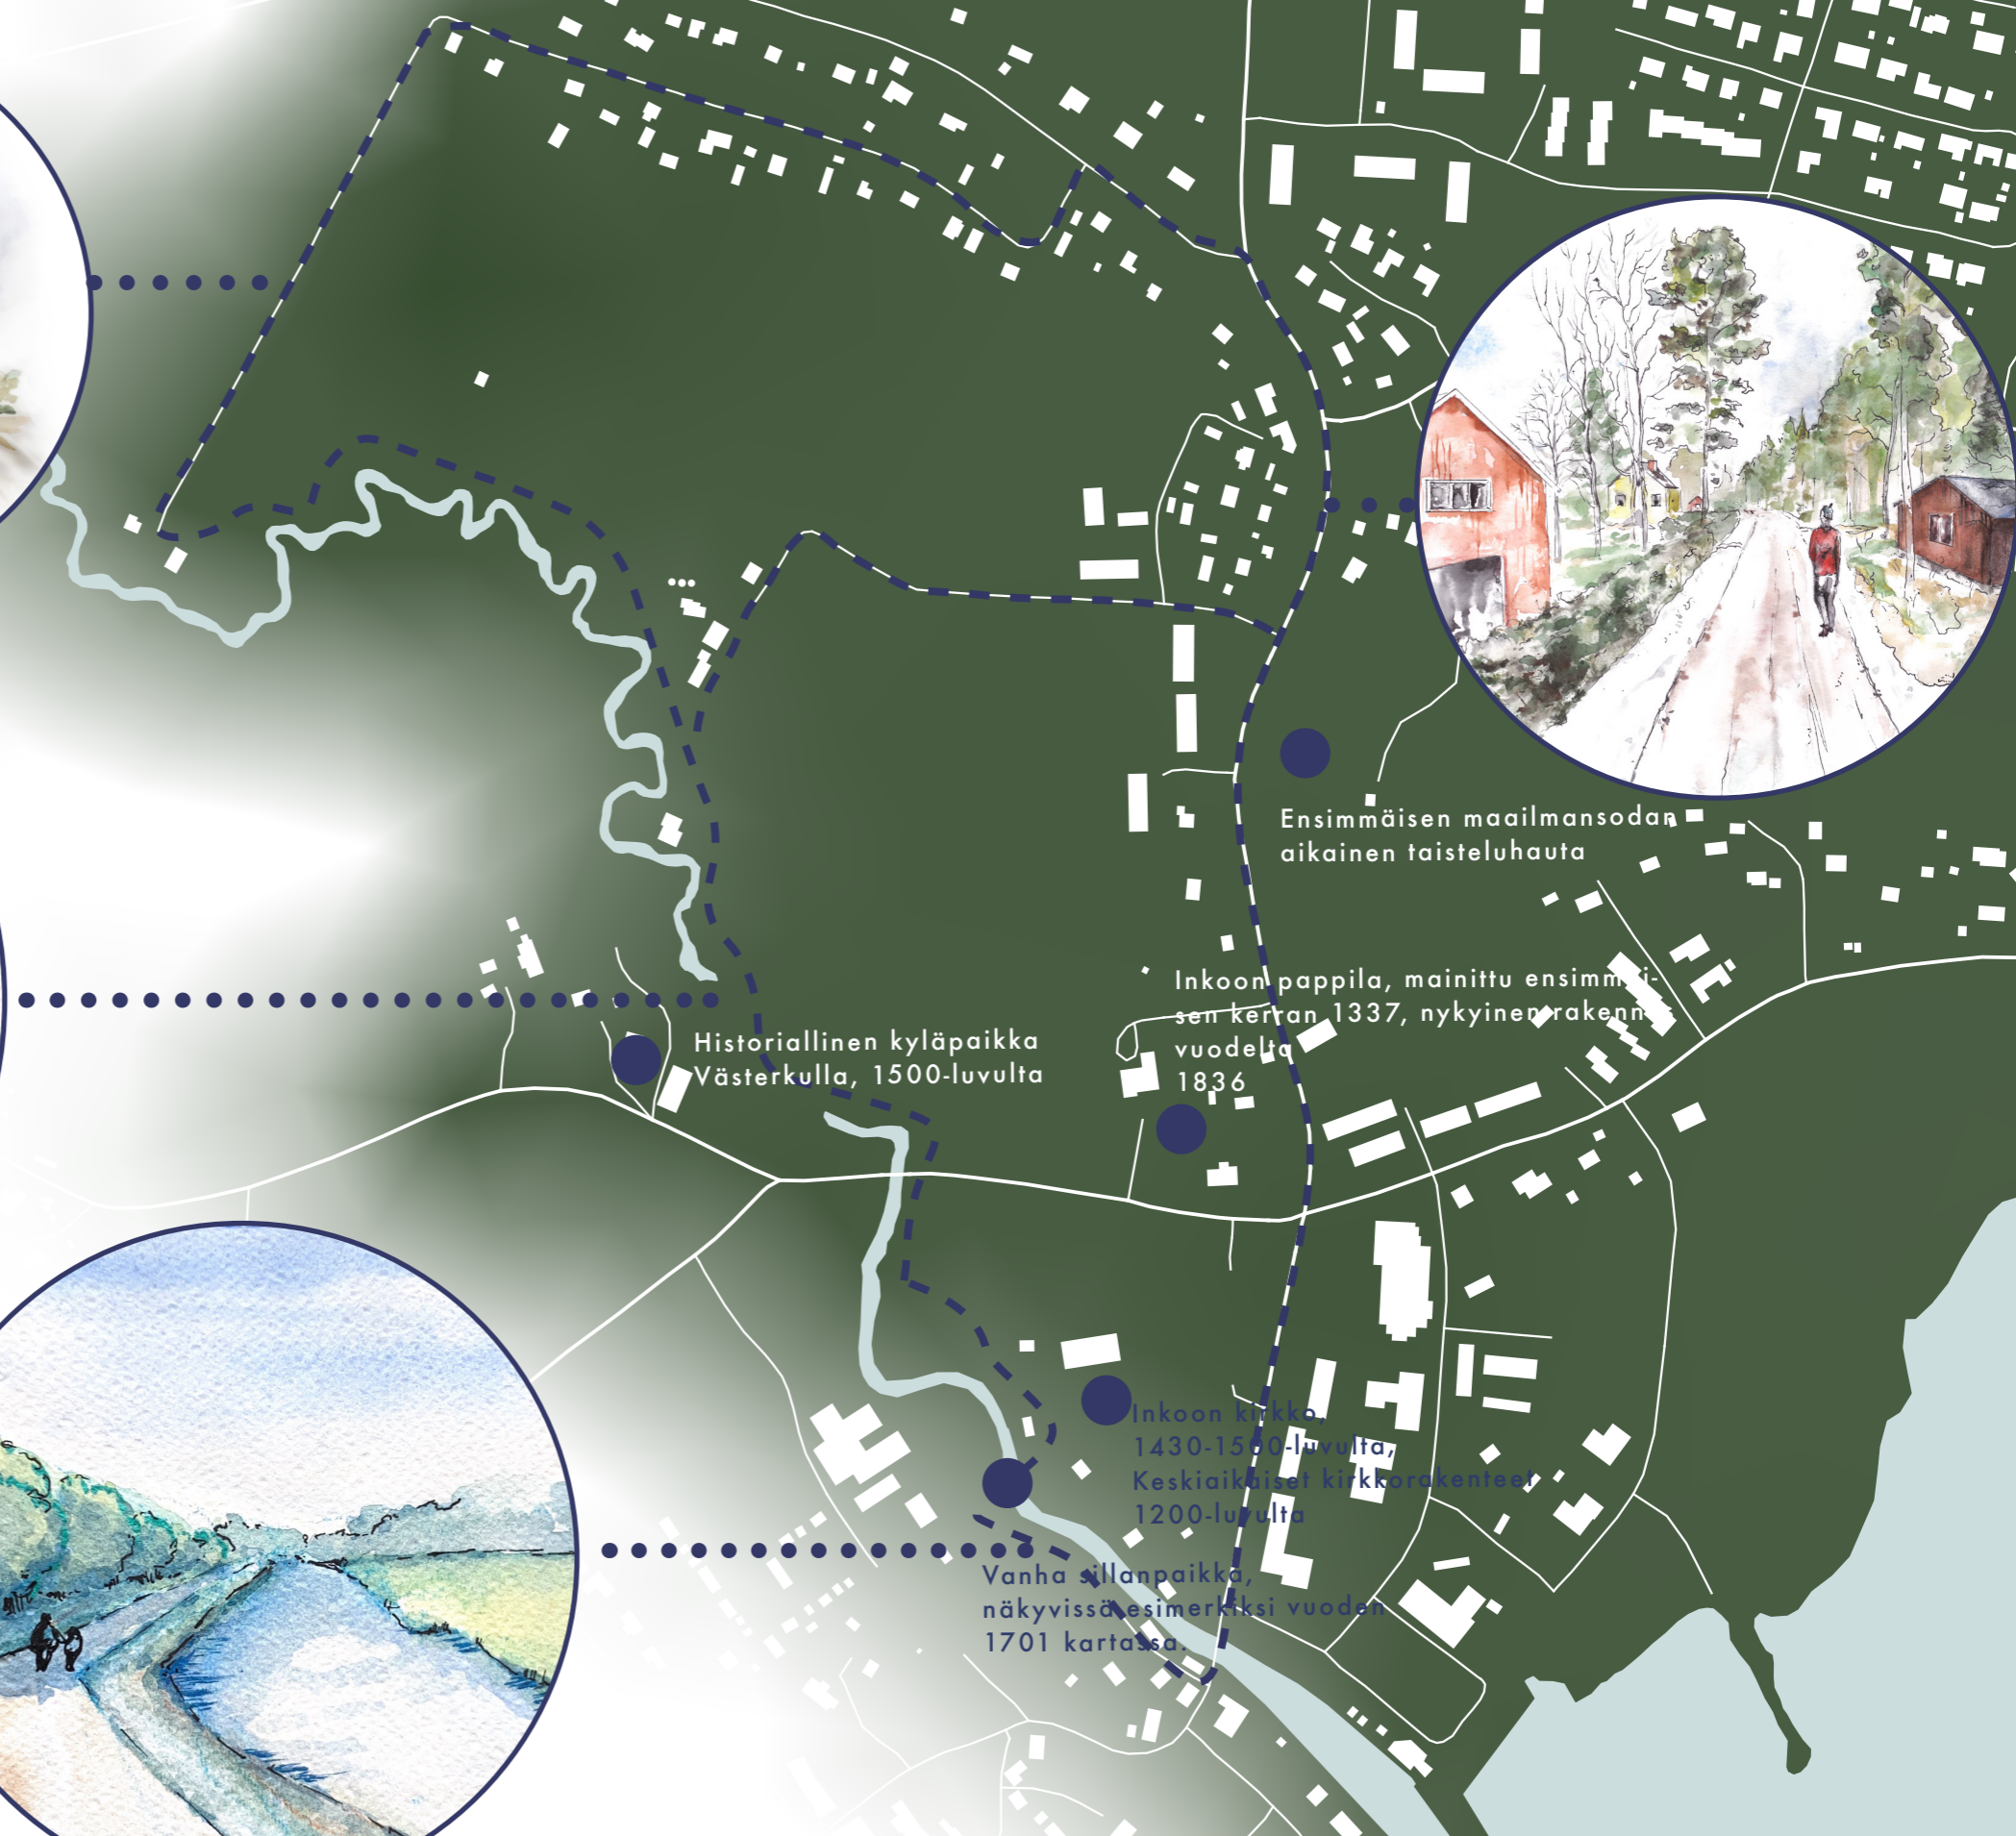 Ensimmäisen maailmansodan
aikainen taisteluhauta
Inkoon pappila, mainittu ensimmäi-
sen kerran 1337, nykyinen rakennus
vuodelta
1836
Historiallinen kyläpaikka
Västerkulla, 1500-luvulta
Inkoon kirkko,
1430-1500-luvulta,
Keskiaikaiset kirkkorakenteet
1200-luvulta
Vanha sillanpaikka,
näkyvissä esimerkiksi vuoden
1701 kartassa.